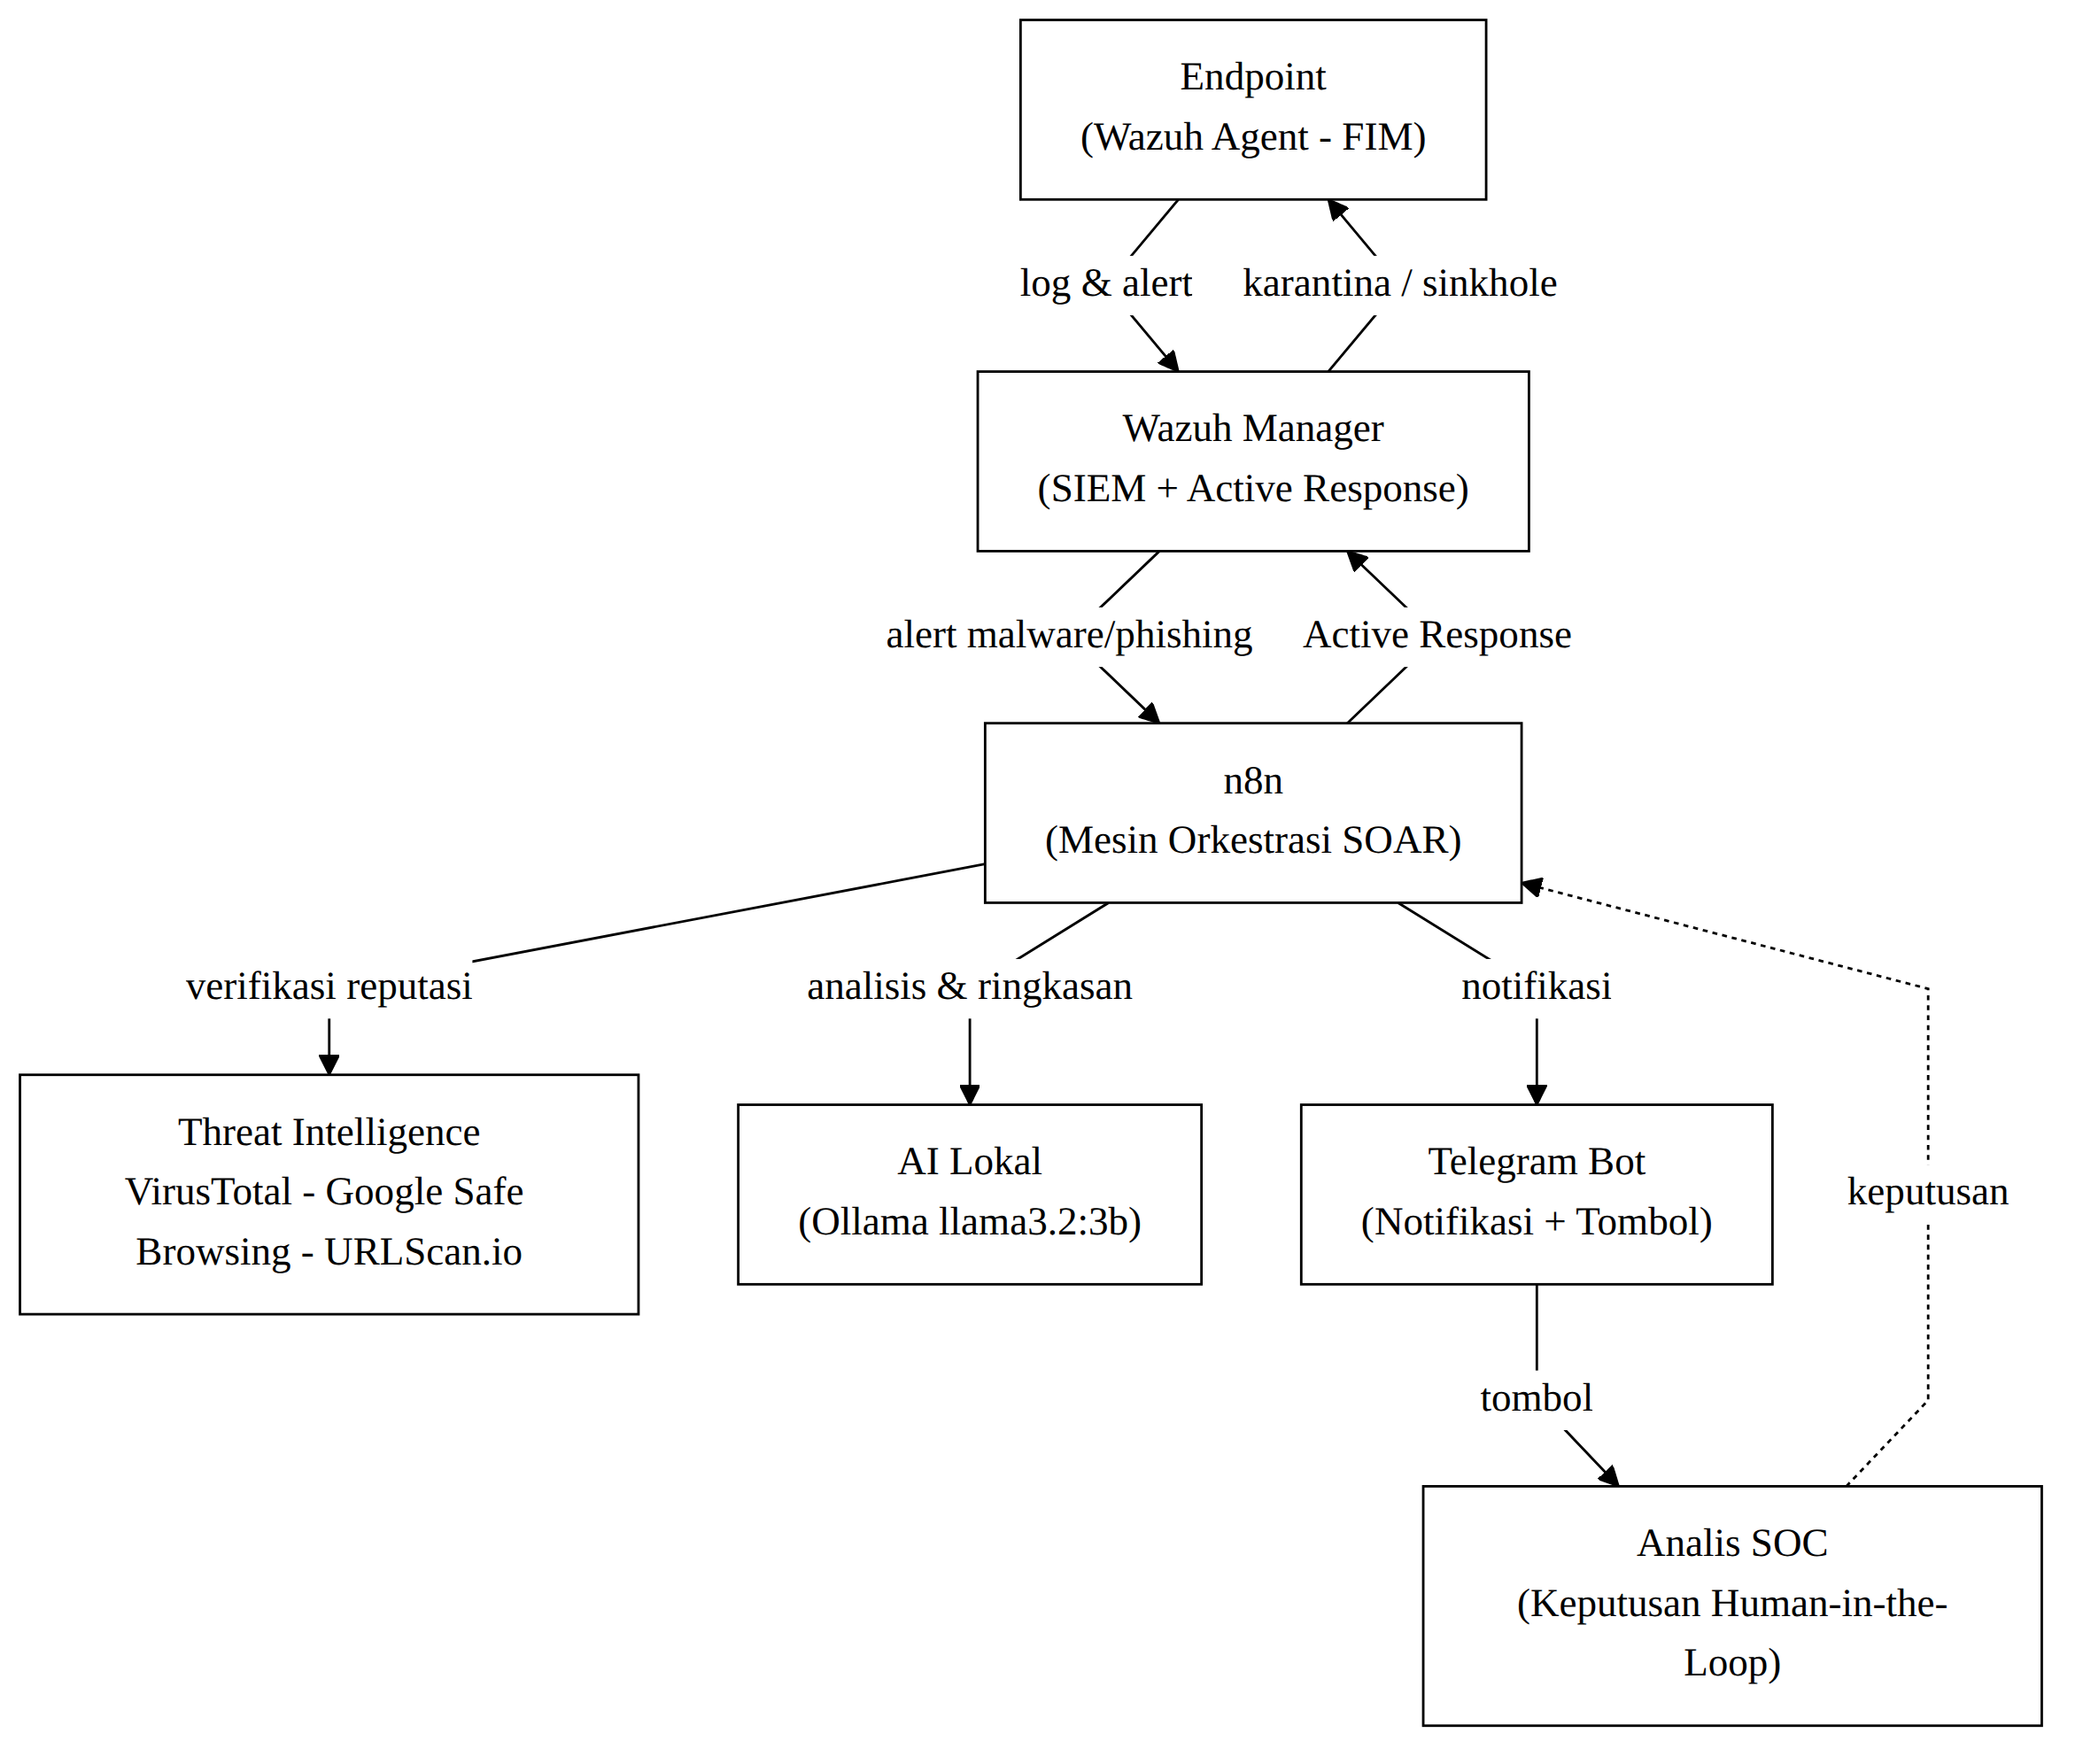 Endpoint
(Wazuh Agent - FIM)
log & alert
karantina / sinkhole
Wazuh Manager
(SIEM + Active Response)
alert malware/phishing
Active Response
n8n
(Mesin Orkestrasi SOAR)
verifikasi reputasi
analisis & ringkasan
notifikasi
Threat Intelligence
VirusTotal - Google Safe
Browsing - URLScan.io
AI Lokal
(Ollama llama3.2:3b)
Telegram Bot
(Notifikasi + Tombol)
keputusan
tombol
Analis SOC
(Keputusan Human-in-the-
Loop)